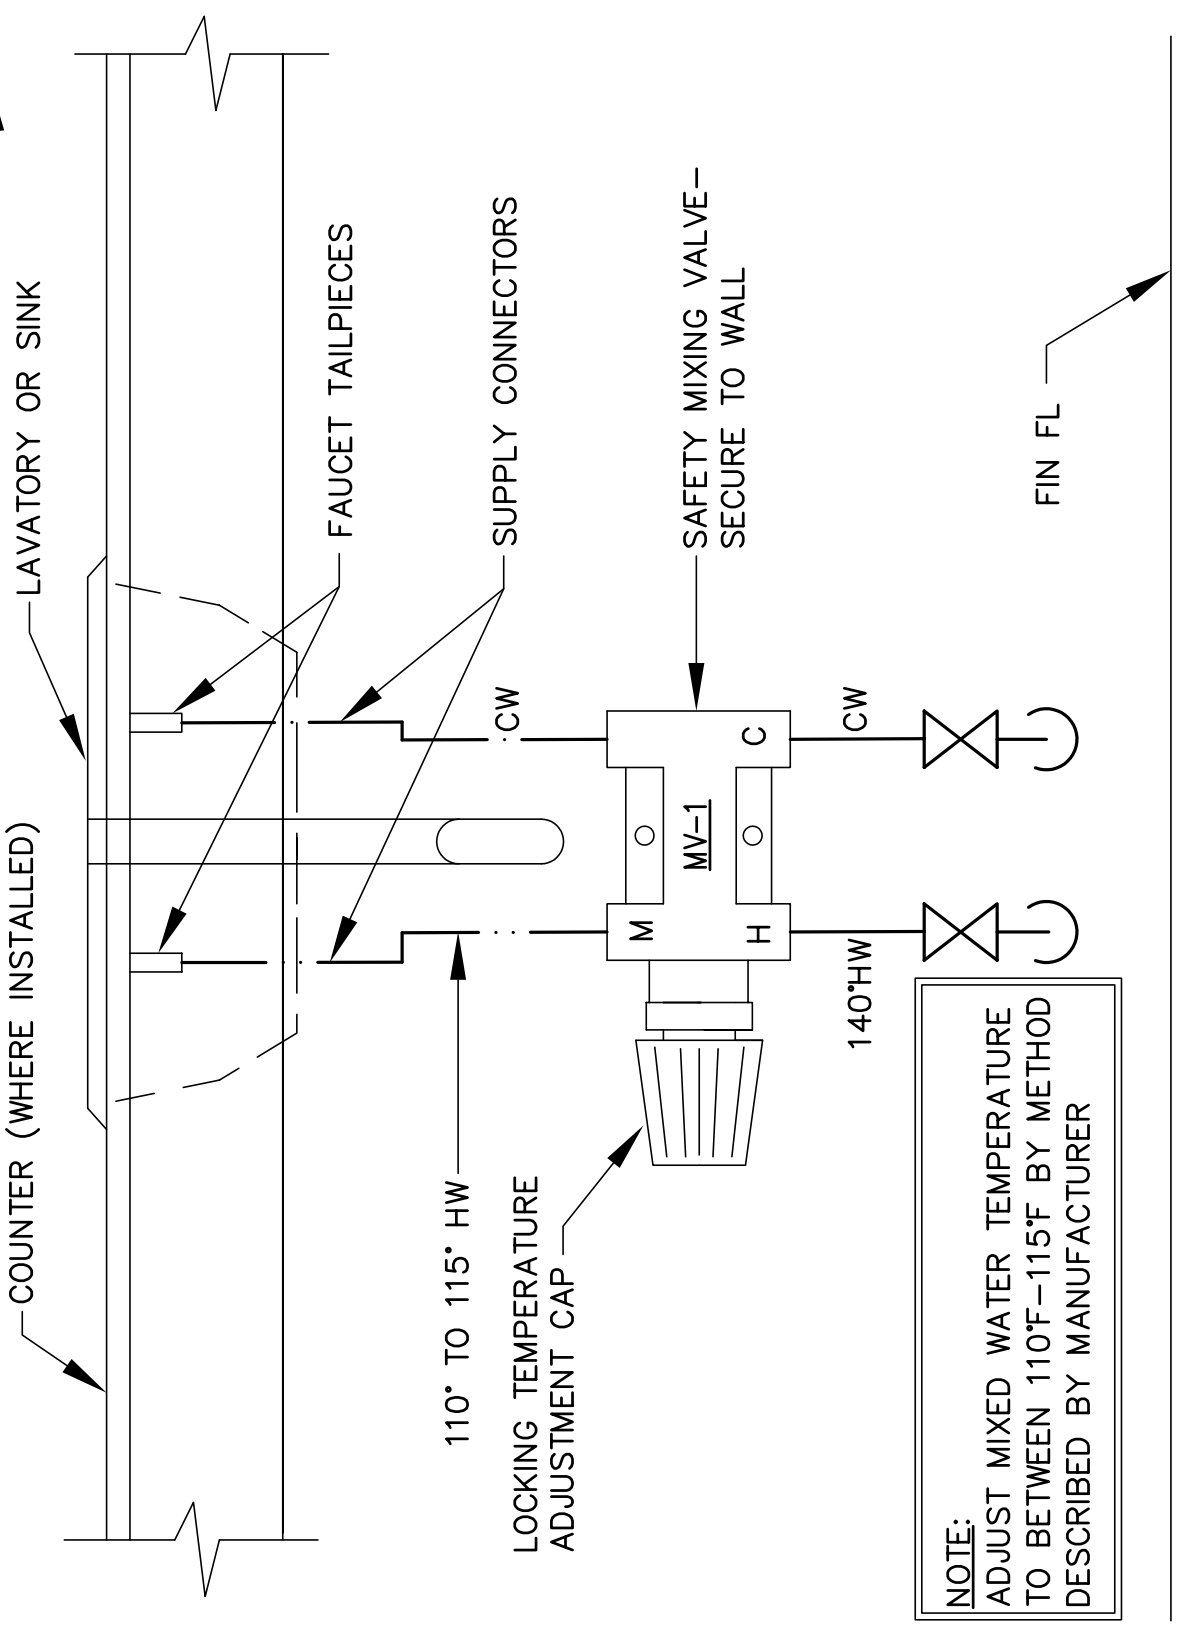 COUNTER (WHERE INSTALLED)
LAVATORY OR SINK
FAUCET TAILPIECES
110° TO 115° HW
CW
SUPPLY CONNECTORS
LOCKING TEMPERATURE
ADJUSTMENT CAP
M
MV-1
H
C
SAFETY MIXING VALVE-
SECURE TO WALL
140°HW
CW
NOTE:
ADJUST MIXED WATER TEMPERATURE
TO BETWEEN 110°F-115°F BY METHOD
DESCRIBED BY MANUFACTURER
FIN FL